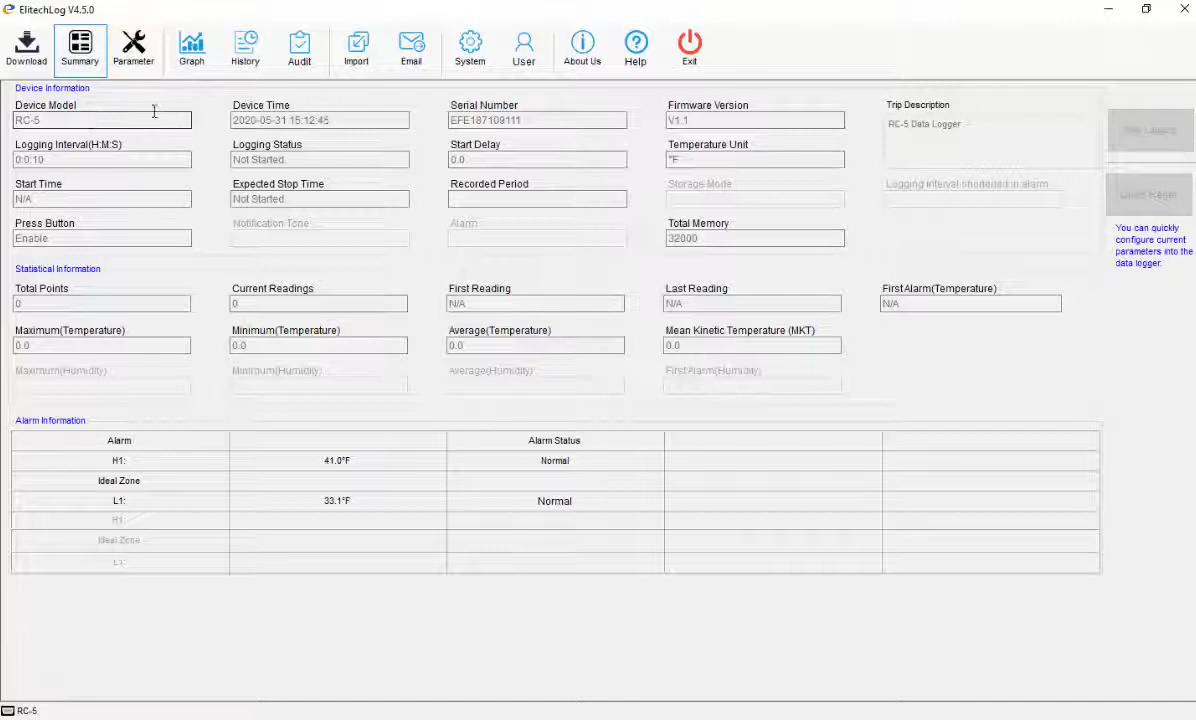 ElitechLog V4.5.0
Download Summary Parameter Graph History Audit Import Email System User About Us Help Exit
Device Information
Device Model Device Time Serial Number Firmware Version Trip Description
RC-5 2020-05-31 15:12:45 EFE187109111 V1.1 RC-5 Data Logger
Logging Interval(H:M:S) Logging Status Start Delay Temperature Unit
0:0:10 Not Started. 0.0 °F
Start Time Expected Stop Time Recorded Period Storage Mode Logging interval shortened in alarm
N/A Not Started.
Press Button Notification Tone Alarm Total Memory
Enable 32000
Quick Reset
You can quickly
configure current
parameters into the
data logger.
Statistical Information
Total Points Current Readings First Reading Last Reading First Alarm(Temperature)
0 0 N/A N/A N/A
Maximum(Temperature) Minimum(Temperature) Average(Temperature) Mean Kinetic Temperature (MKT)
0.0 0.0 0.0 0.0
Maximum(Humidity) Minimum(Humidity) Average(Humidity) First Alarm(Humidity)
Alarm Information
Alarm Alarm Status
H1: 41.0°F Normal
Ideal Zone
L1: 33.1°F Normal
H1:
Ideal Zone
L1:
RC-5